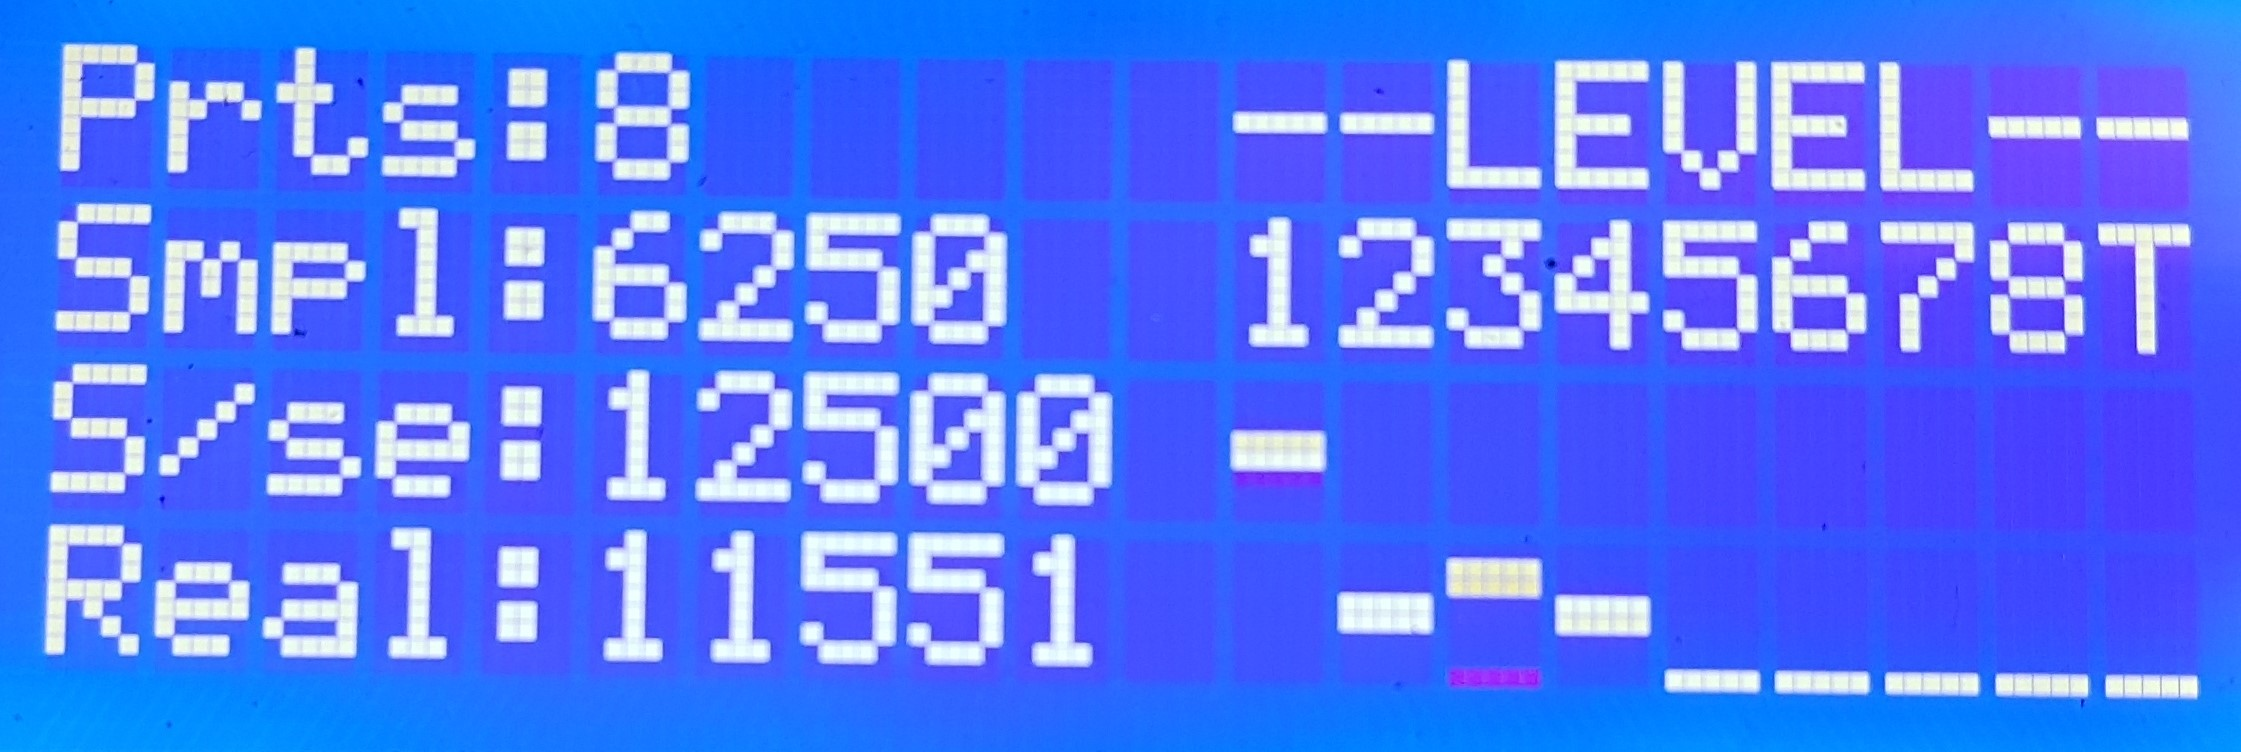 Prts:8 --LEVEL--
Smpl:6250 12345678T
S/se:12500
Real:11551